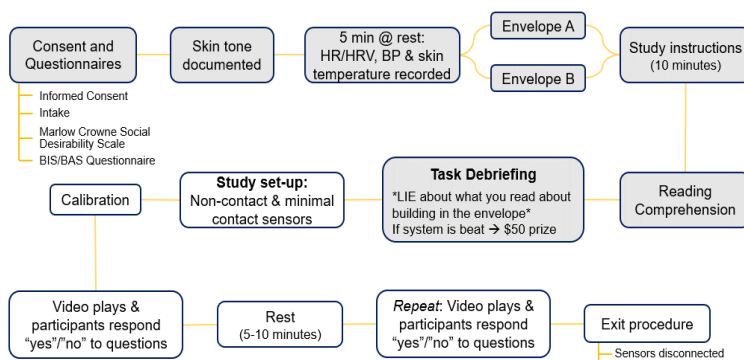 Consent and
Questionnaires
Informed Consent
Intake
Marlow Crowne Social
Desirability Scale
BIS/BAS Questionnaire
Skin tone
documented
5 min @ rest:
HR/HRV, BP & skin
temperature recorded
Envelope A
Envelope B
Study instructions
(10 minutes)
Reading
Comprehension
Task Debriefing
*LIE about what you read about
building in the envelope*
If system is beat → $50 prize
Study set-up:
Non-contact & minimal
contact sensors
Calibration
Video plays &
participants respond
“yes”/”no” to questions
Rest
(5-10 minutes)
Repeat: Video plays &
participants respond
“yes”/”no” to questions
Exit procedure
Sensors disconnected